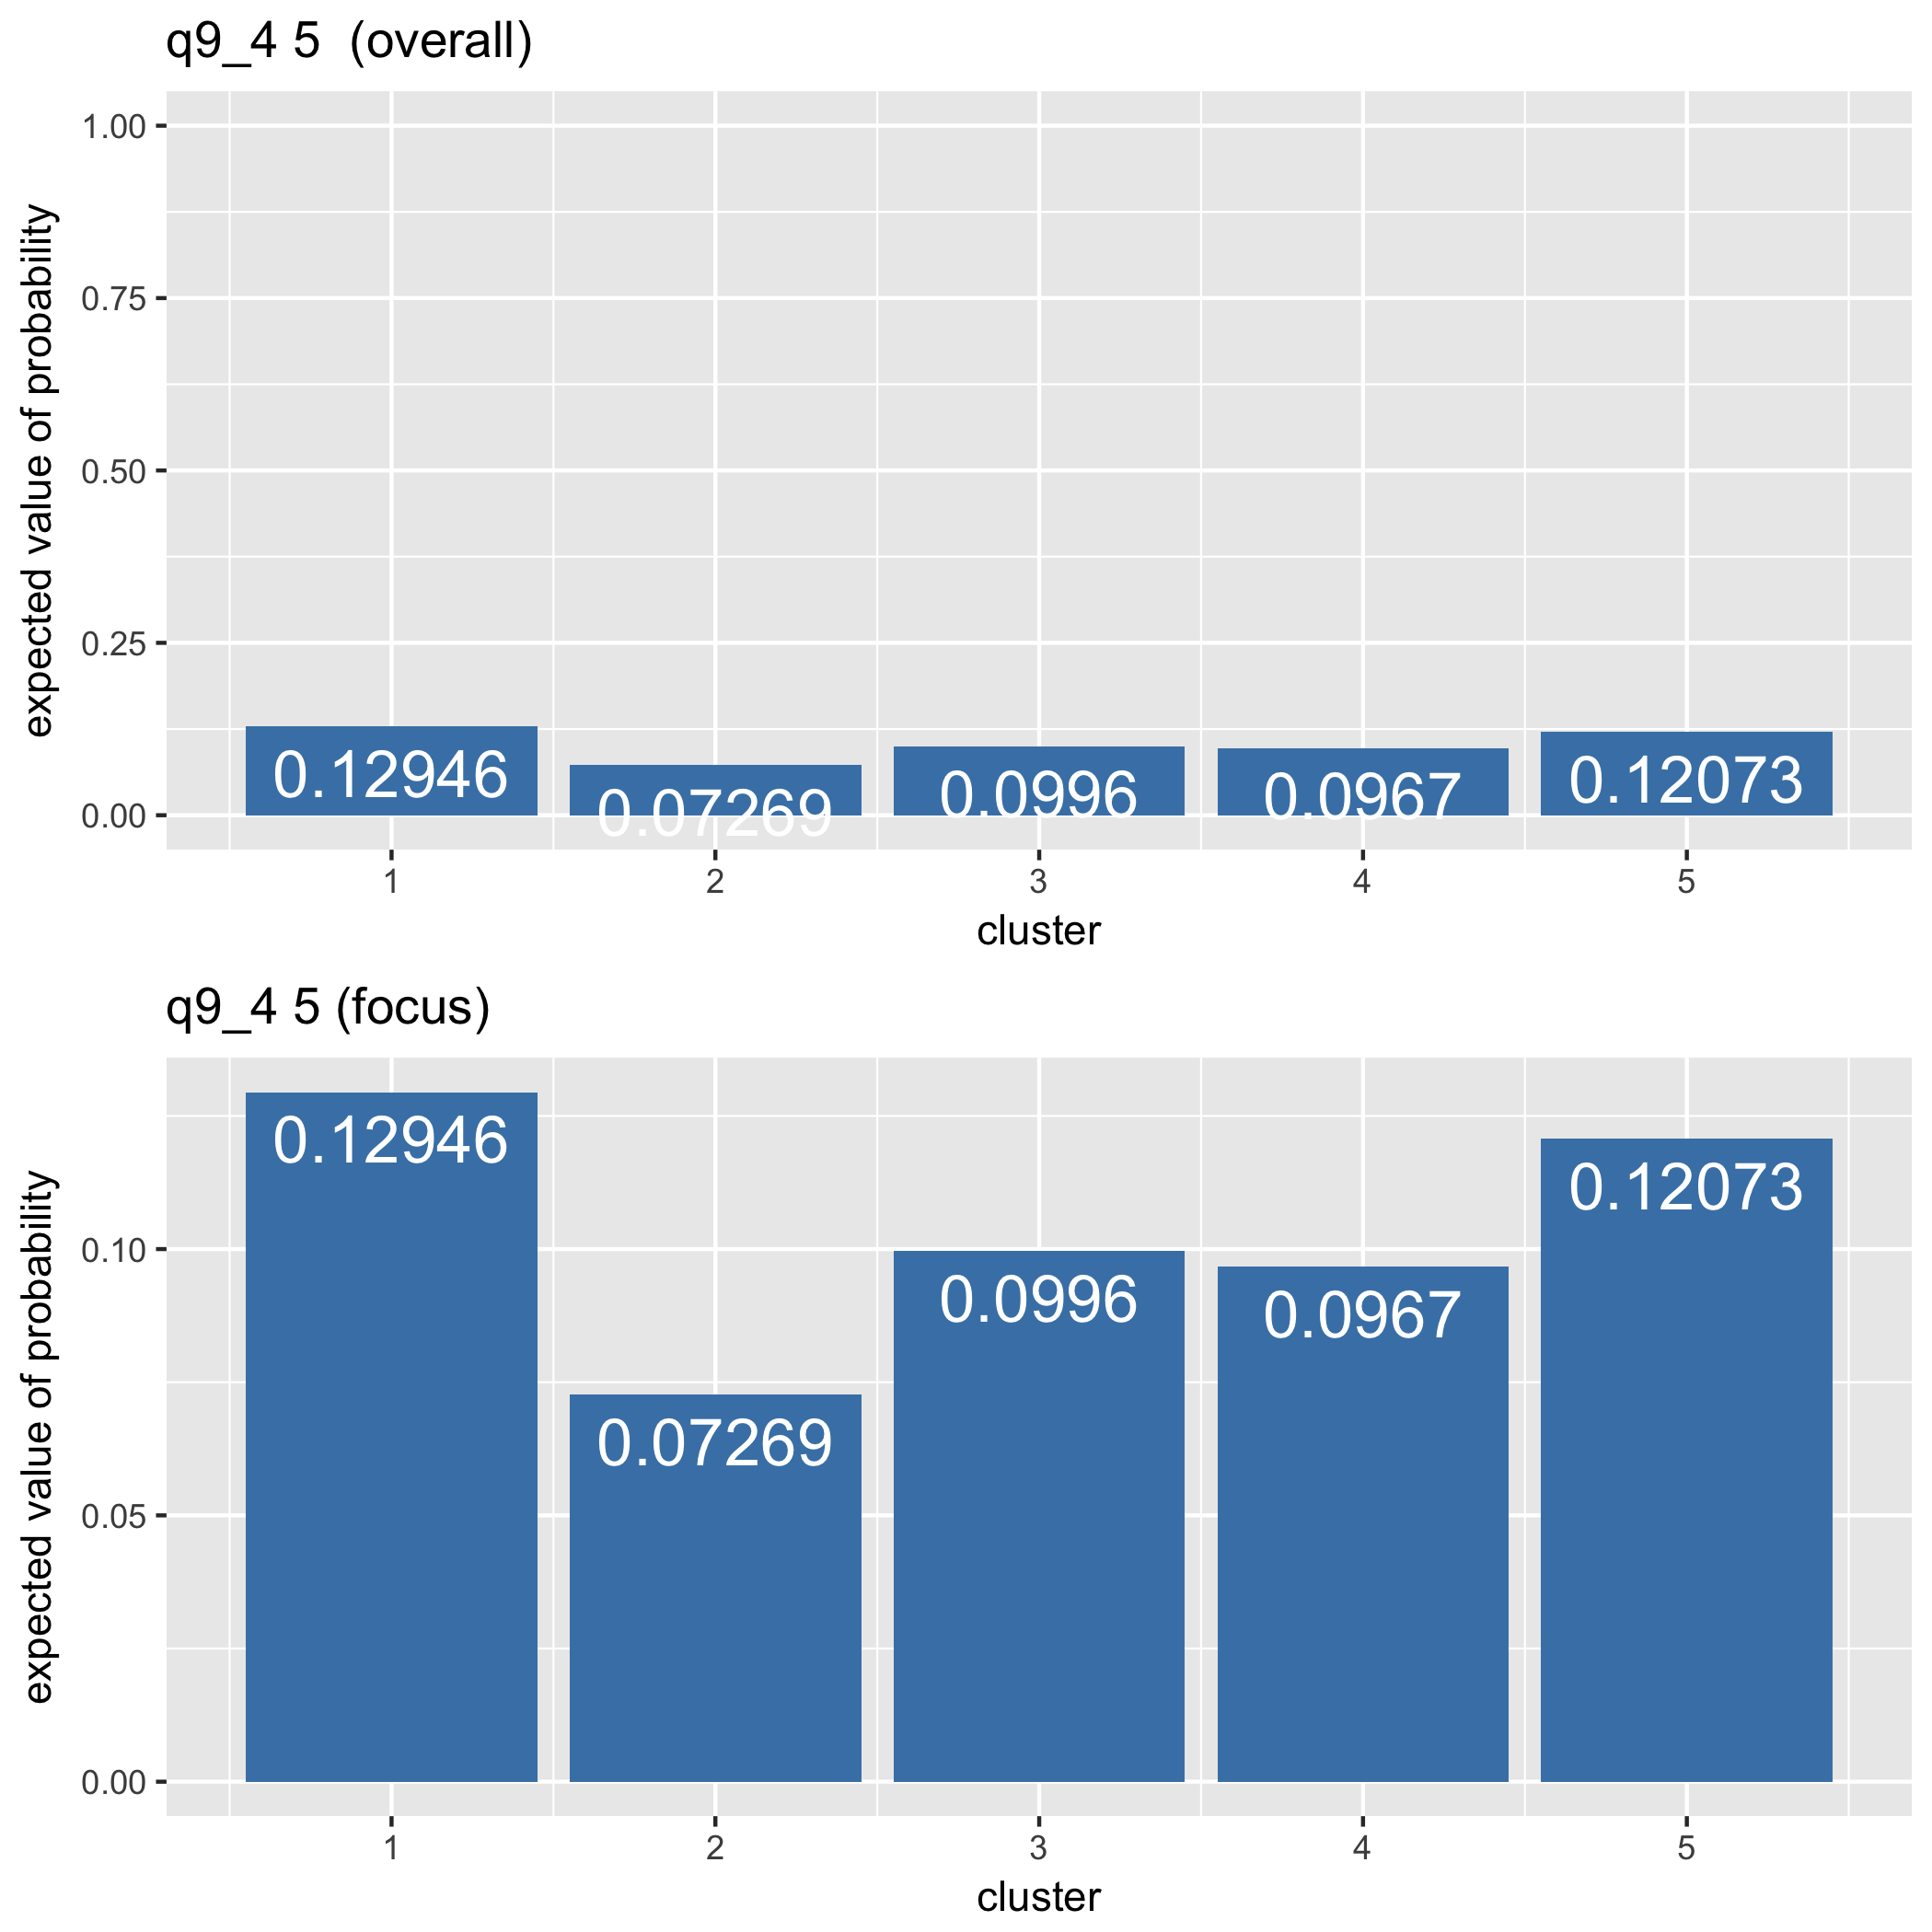 q9_4 5  (overall)
expected value of probability
1.00
0.75
0.50
0.25
0.00
0.12946
0.07269
0.0996
0.0967
0.12073
1 2 3 4 5
cluster
q9_4 5 (focus)
expected value of probability
0.10
0.05
0.00
0.12946
0.07269
0.0996
0.0967
0.12073
1 2 3 4 5
cluster